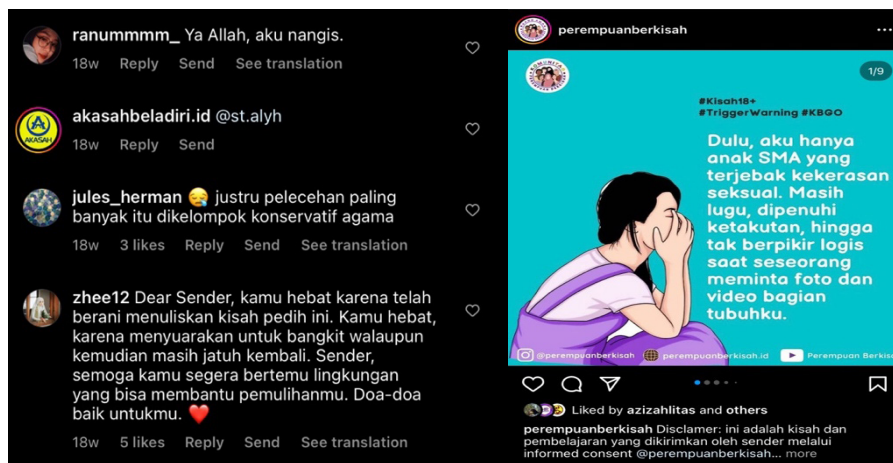 ranummmm_ Ya Allah, aku nangis.
18w Reply Send See translation
akasahbeladiri.id @st.alyh
18w Reply Send
AKASAH
jules_herman 😪 justru pelecehan paling
banyak itu dikelompok konservatif agama
18w 3 likes Reply Send See translation
zhee12 Dear Sender, kamu hebat karena telah
berani menuliskan kisah pedih ini. Kamu hebat,
karena menyuarakan untuk bangkit walaupun
kemudian masih jatuh kembali. Sender,
semoga kamu segera bertemu lingkungan
yang bisa membantu pemulihanmu. Doa-doa
baik untukmu. ❤️
18w 5 likes Reply Send See translation
perempuanberkisah
1/9
#Kisah18+
#TriggerWarning #KBGO
Dulu, aku hanya
anak SMA yang
terjebak kekerasan
seksual. Masih
lugu, dipenuhi
ketakutan, hingga
tak berpikir logis
saat seseorang
meminta foto dan
video bagian
tubuhku.
@perempuanberkisah perempuanberkisah.id Perempuan Berkis
Liked by azizahlitas and others
perempuanberkisah Disclamer: ini adalah kisah dan
pembelajaran yang dikirimkan oleh sender melalui
informed consent @perempuanberkisah... more